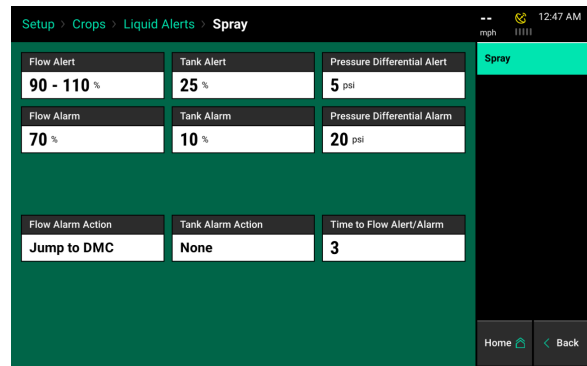 Setup > Crops > Liquid Alerts > Spray
-- mph
12:47 AM
Flow Alert
90 - 110 %
Tank Alert
25 %
Pressure Differential Alert
5 psi
Flow Alarm
70 %
Tank Alarm
10 %
Pressure Differential Alarm
20 psi
Flow Alarm Action
Jump to DMC
Tank Alarm Action
None
Time to Flow Alert/Alarm
3
Spray
Home
< Back